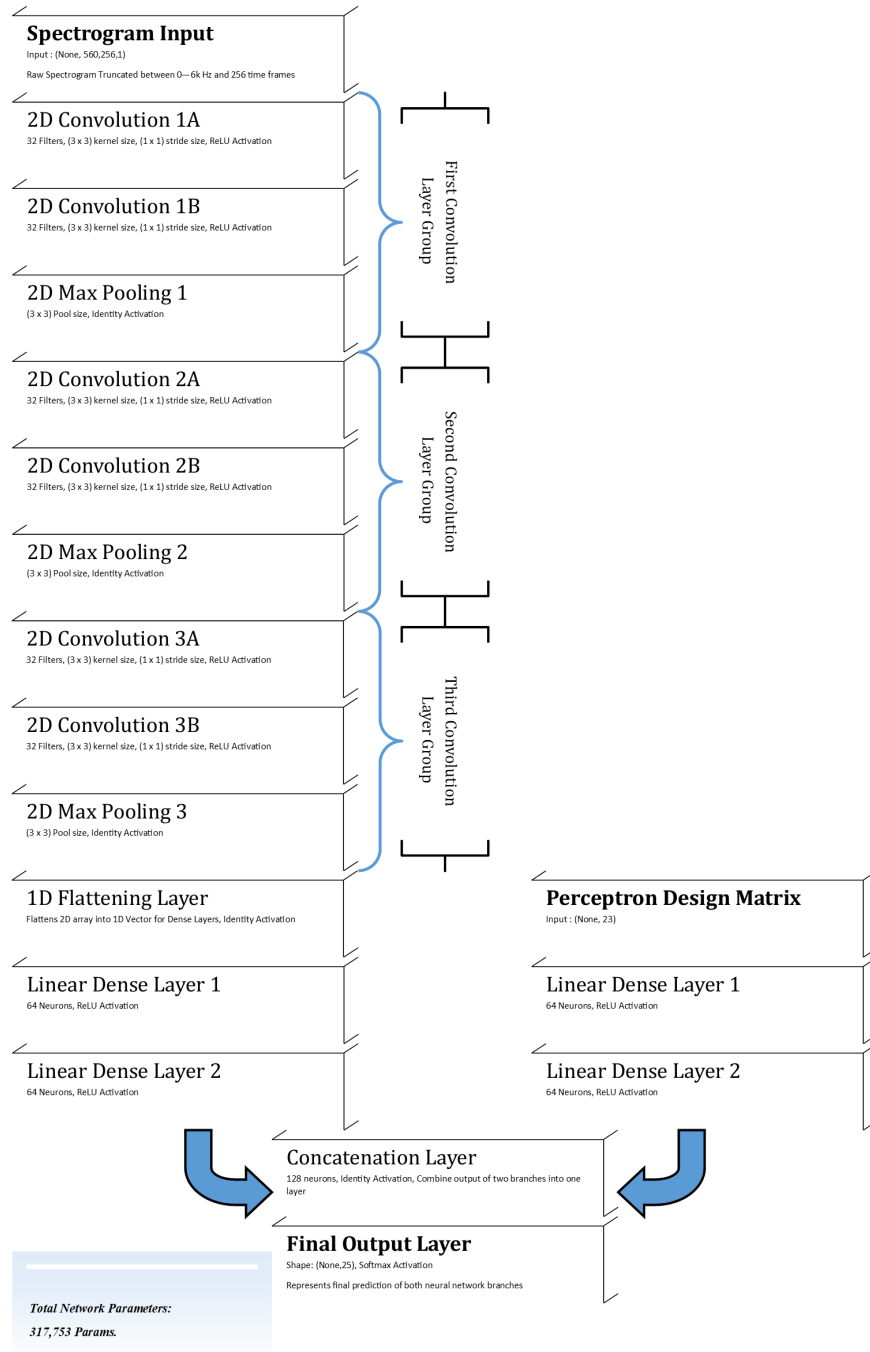 Spectrogram Input
Input : (None, 560,256,1)
Raw Spectrogram Truncated between 0—6k Hz and 256 time frames
2D Convolution 1A
32 Filters, (3 x 3) kernel size, (1 x 1) stride size, ReLU Activation
2D Convolution 1B
32 Filters, (3 x 3) kernel size, (1 x 1) stride size, ReLU Activation
2D Max Pooling 1
(3 x 3) Pool size, Identity Activation
First Convolution
Layer Group
2D Convolution 2A
32 Filters, (3 x 3) kernel size, (1 x 1) stride size, ReLU Activation
2D Convolution 2B
32 Filters, (3 x 3) kernel size, (1 x 1) stride size, ReLU Activation
2D Max Pooling 2
(3 x 3) Pool size, Identity Activation
Second Convolution
Layer Group
2D Convolution 3A
32 Filters, (3 x 3) kernel size, (1 x 1) stride size, ReLU Activation
2D Convolution 3B
32 Filters, (3 x 3) kernel size, (1 x 1) stride size, ReLU Activation
2D Max Pooling 3
(3 x 3) Pool size, Identity Activation
Third Convolution
Layer Group
1D Flattening Layer
Flattens 2D array into 1D Vector for Dense Layers, Identity Activation
Linear Dense Layer 1
64 Neurons, ReLU Activation
Linear Dense Layer 2
64 Neurons, ReLU Activation
Perceptron Design Matrix
Input : (None, 23)
Linear Dense Layer 1
64 Neurons, ReLU Activation
Linear Dense Layer 2
64 Neurons, ReLU Activation
Concatenation Layer
128 neurons, Identity Activation, Combine output of two branches into one
layer
Final Output Layer
Shape: (None,25), Softmax Activation
Represents final prediction of both neural network branches
Total Network Parameters:
317,753 Params.